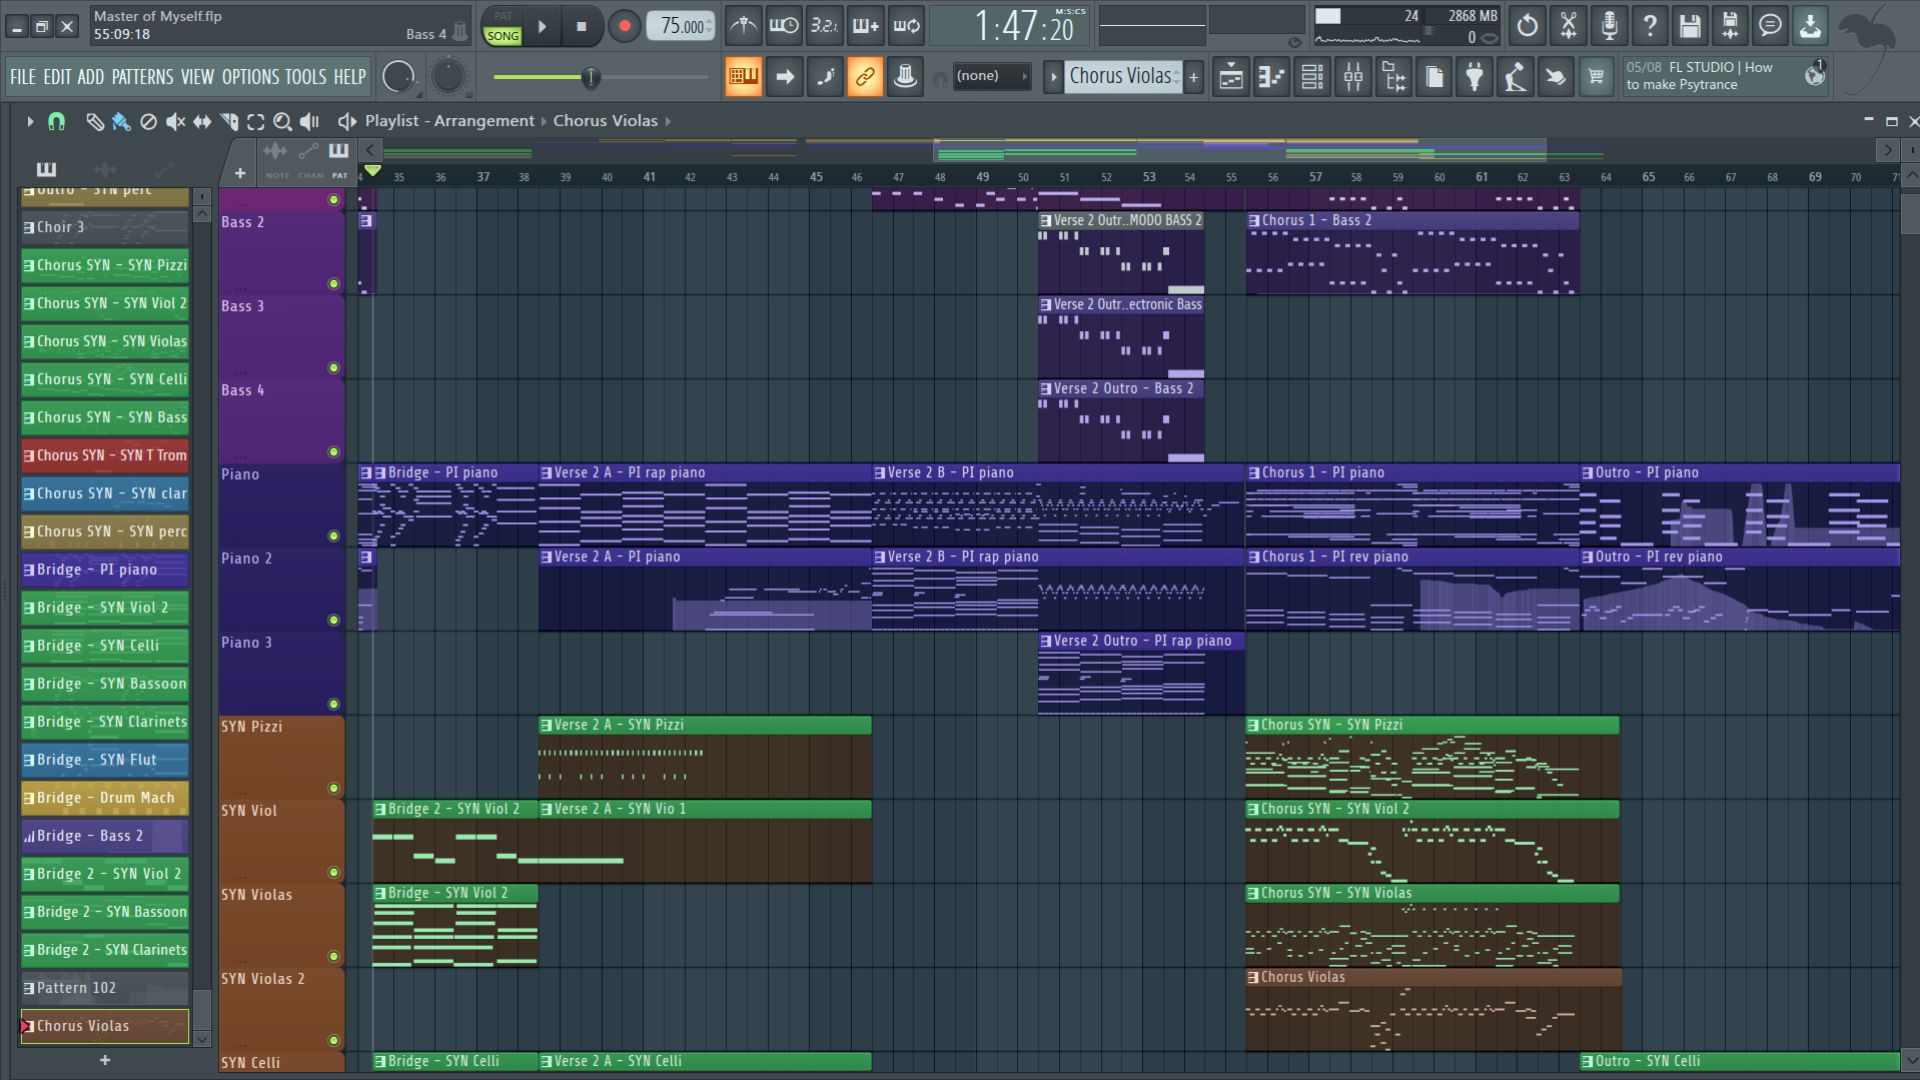 Master of Myself.flp
55:09:18
Bass 4
PAT
SONG
75.000
3.2.
1:47:20
M:S:CS
24
2868 MB
0
FILE EDIT ADD PATTERNS VIEW OPTIONS TOOLS HELP
(none)
Chorus Violas
+
05/08 FL STUDIO | How
to make Psytrance
1
Playlist - Arrangement
Chorus Violas
+
NOTE CHAN PAT
35 36 37 38 39 40 41 42 43 44 45 46 47 48 49 50 51 52 53 54 55 56 57 58 59 60 61 62 63 64 65 66 67 68 69 70
Outro - SYN perc
Choir 3
Chorus SYN - SYN Pizzi
Chorus SYN - SYN Viol 2
Chorus SYN - SYN Violas
Chorus SYN - SYN Celli
Chorus SYN - SYN Bass
Chorus SYN - SYN T Trom
Chorus SYN - SYN clar
Chorus SYN - SYN perc
Bridge - PI piano
Bridge - SYN Viol 2
Bridge - SYN Celli
Bridge - SYN Bassoon
Bridge - SYN Clarinets
Bridge - SYN Flut
Bridge - Drum Mach
Bridge - Bass 2
Bridge 2 - SYN Viol 2
Bridge 2 - SYN Bassoon
Bridge 2 - SYN Clarinets
Pattern 102
Chorus Violas
+
Bass 2
Verse 2 Outr..MODO BASS 2
Chorus 1 - Bass 2
Bass 3
Verse 2 Outr..ectronic Bass
Bass 4
Verse 2 Outro - Bass 2
Piano
Bridge - PI piano
Verse 2 A - PI rap piano
Verse 2 B - PI piano
Chorus 1 - PI piano
Outro - PI piano
Piano 2
Verse 2 A - PI piano
Verse 2 B - PI rap piano
Chorus 1 - PI rev piano
Outro - PI rev piano
Piano 3
Verse 2 Outro - PI rap piano
SYN Pizzi
Verse 2 A - SYN Pizzi
Chorus SYN - SYN Pizzi
SYN Viol
Bridge 2 - SYN Viol 2
Verse 2 A - SYN Vio 1
Chorus SYN - SYN Viol 2
SYN Violas
Bridge - SYN Viol 2
Chorus SYN - SYN Violas
SYN Violas 2
Chorus Violas
SYN Celli
Bridge - SYN Celli
Verse 2 A - SYN Celli
Outro - SYN Celli